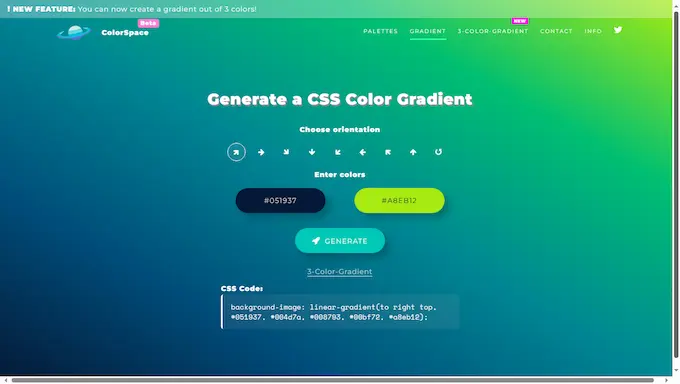 ! NEW FEATURE: You can now create a gradient out of 3 colors!
Beta
ColorSpace
PALETTES
GRADIENT
NEW
3-COLOR-GRADIENT
CONTACT
INFO
Generate a CSS Color Gradient
Choose orientation
Enter colors
#051937
#A8EB12
GENERATE
3-Color-Gradient
CSS Code:
background-image: linear-gradient(to right top,
#051937, #004d7a, #008793, #00bf72, #a8eb12);